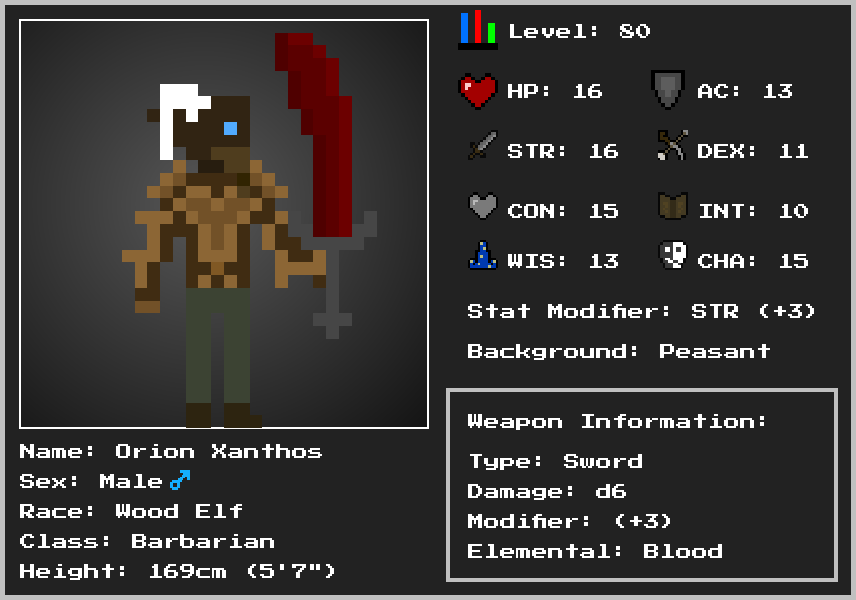 Level: 80
HP: 16 AC: 13
STR: 16 DEX: 11
CON: 15 INT: 10
WIS: 13 CHA: 15
Stat Modifier: STR (+3)
Background: Peasant
Weapon Information:
Type: Sword
Damage: d6
Modifier: (+3)
Elemental: Blood
Name: Orion Xanthos
Sex: Male ♂
Race: Wood Elf
Class: Barbarian
Height: 169cm (5'7")